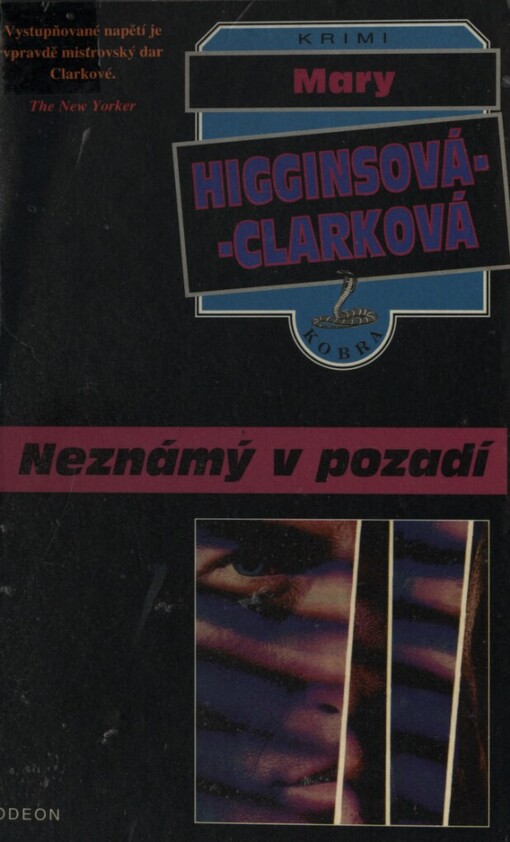 Vystupňované napětí je
vpravdě mistrovský dar
Clarkové.
The New Yorker
KRIMI
Mary
HIGGINSOVÁ-
-CLARKOVÁ
KOBRA
Neznámý v pozadí
ODEON